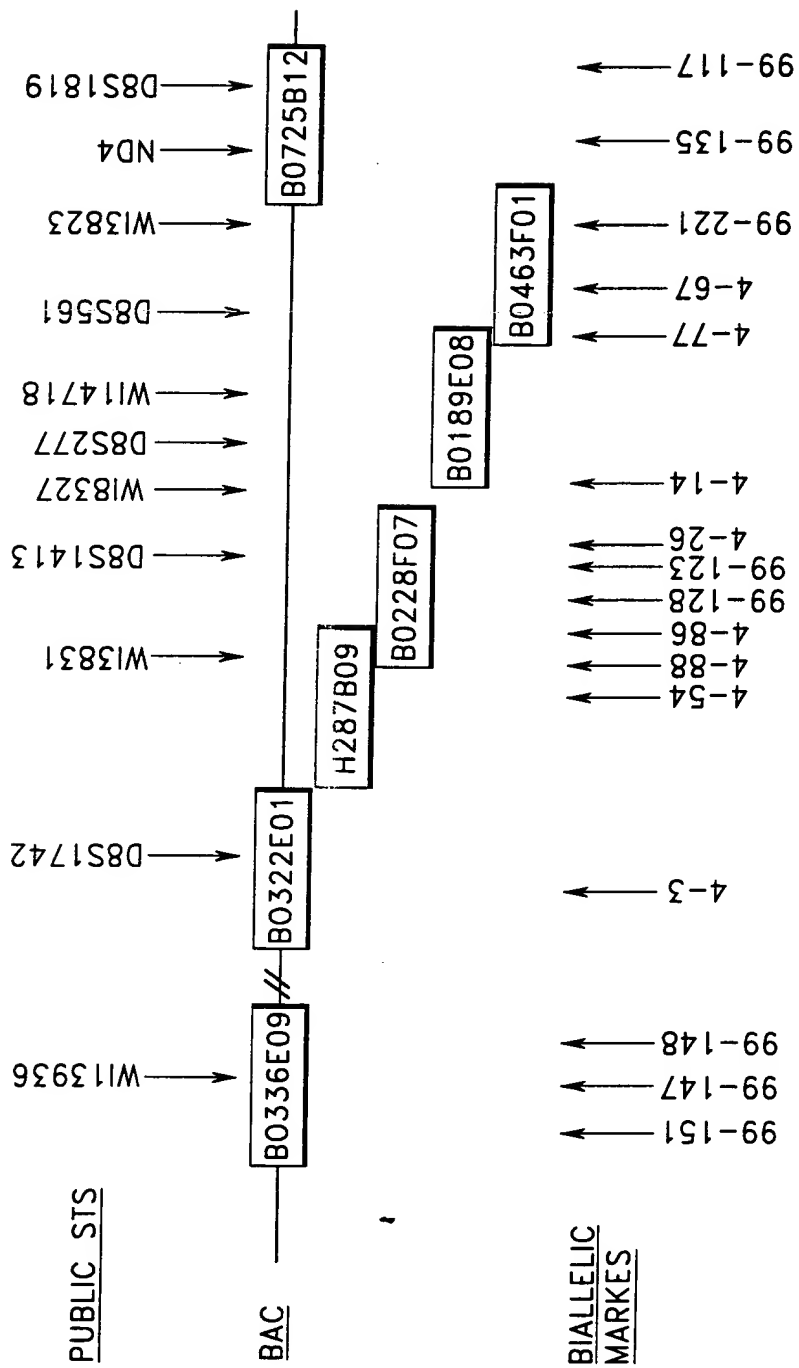 PUBLIC STS
WI13936
D8S1742
WI3831
D8S1413
WI8327
D8S277
WI14718
D8S561
WI3823
ND4
D8S1819
BAC
B0336E09
B0322E01
H287B09
B0228F07
B0189E08
B0463F01
B0725B12
BIALLELIC
MARKES
99-151
99-147
99-148
4-3
4-54
4-88
4-86
99-128
99-123
4-26
4-14
4-77
4-67
99-221
99-135
99-117